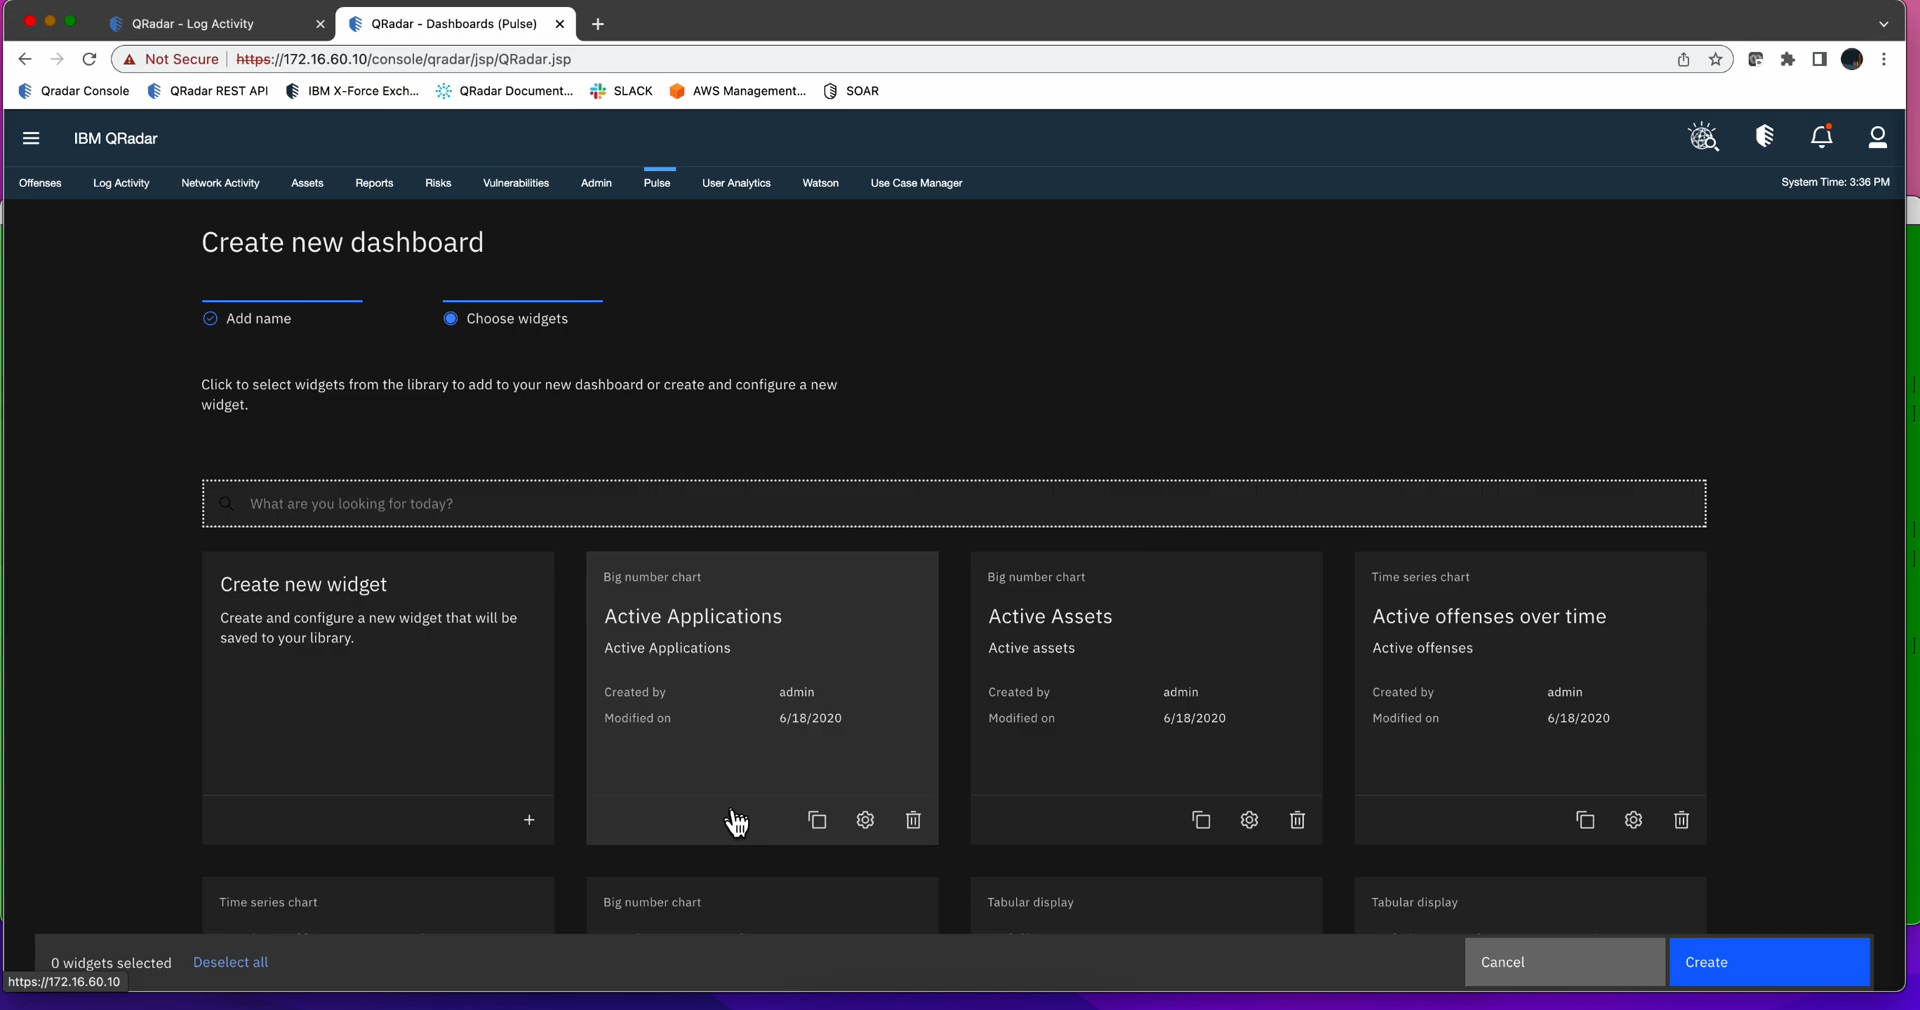 QRadar - Log Activity
QRadar - Dashboards (Pulse)
Not Secure
https://172.16.60.10/console/qradar/jsp/QRadar.jsp
Qradar Console
QRadar REST API
IBM X-Force Exch...
QRadar Document...
SLACK
AWS Management...
SOAR
IBM QRadar
Offenses
Log Activity
Network Activity
Assets
Reports
Risks
Vulnerabilities
Admin
Pulse
User Analytics
Watson
Use Case Manager
System Time: 3:36 PM
Create new dashboard
Add name
Choose widgets
Click to select widgets from the library to add to your new dashboard or create and configure a new
widget.
What are you looking for today?
Create new widget
Create and configure a new widget that will be
saved to your library.
Big number chart
Active Applications
Active Applications
Created by admin
Modified on 6/18/2020
Big number chart
Active Assets
Active assets
Created by admin
Modified on 6/18/2020
Time series chart
Active offenses over time
Active offenses
Created by admin
Modified on 6/18/2020
Time series chart
Big number chart
Tabular display
Tabular display
0 widgets selected
Deselect all
Cancel
Create
https://172.16.60.10